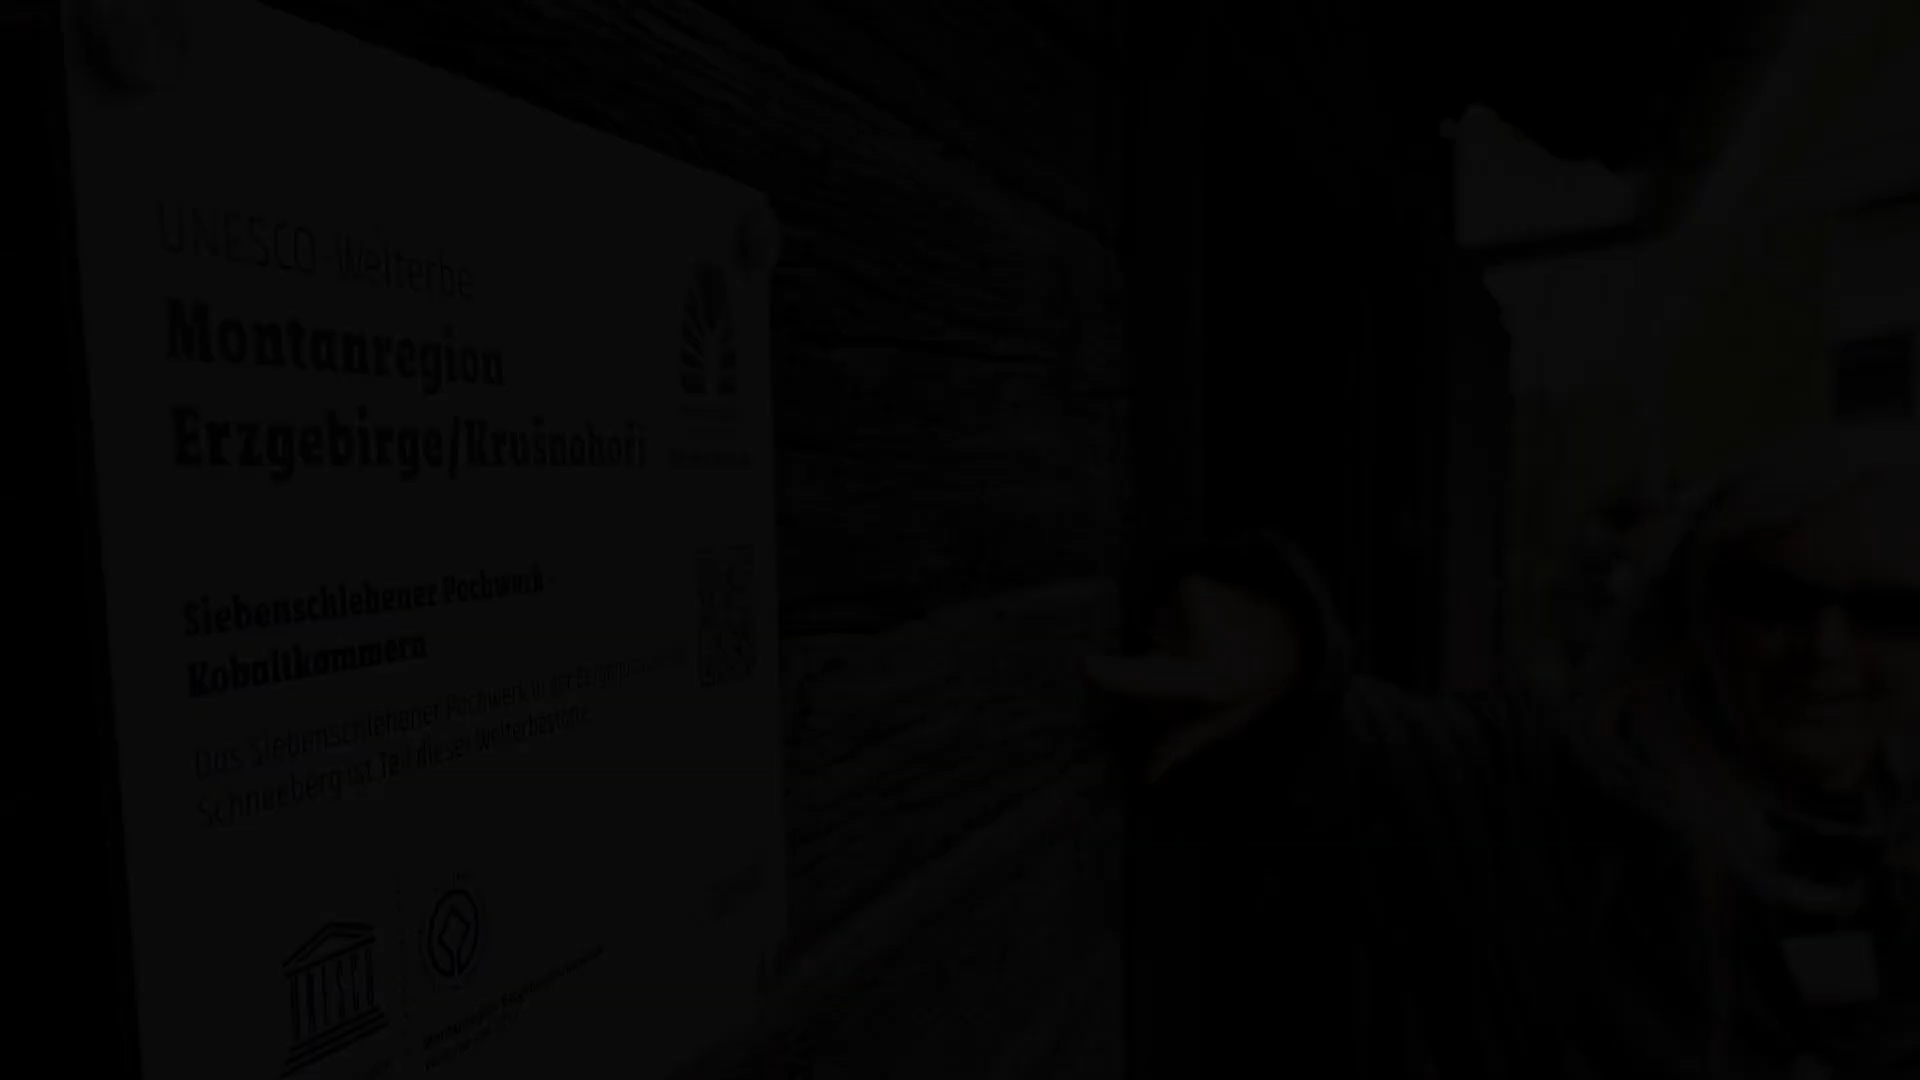 UNESCO-Welterbe
Montanregion
Erzgebirge/Krušnohoří
Siebenschlehener Pochwerk -
Kobaltkammern
Das Siebenschlehener Pochwerk in der Bergbaulandschaft
Schneeberg ist Teil dieser Welterbestätte.
UNESCO